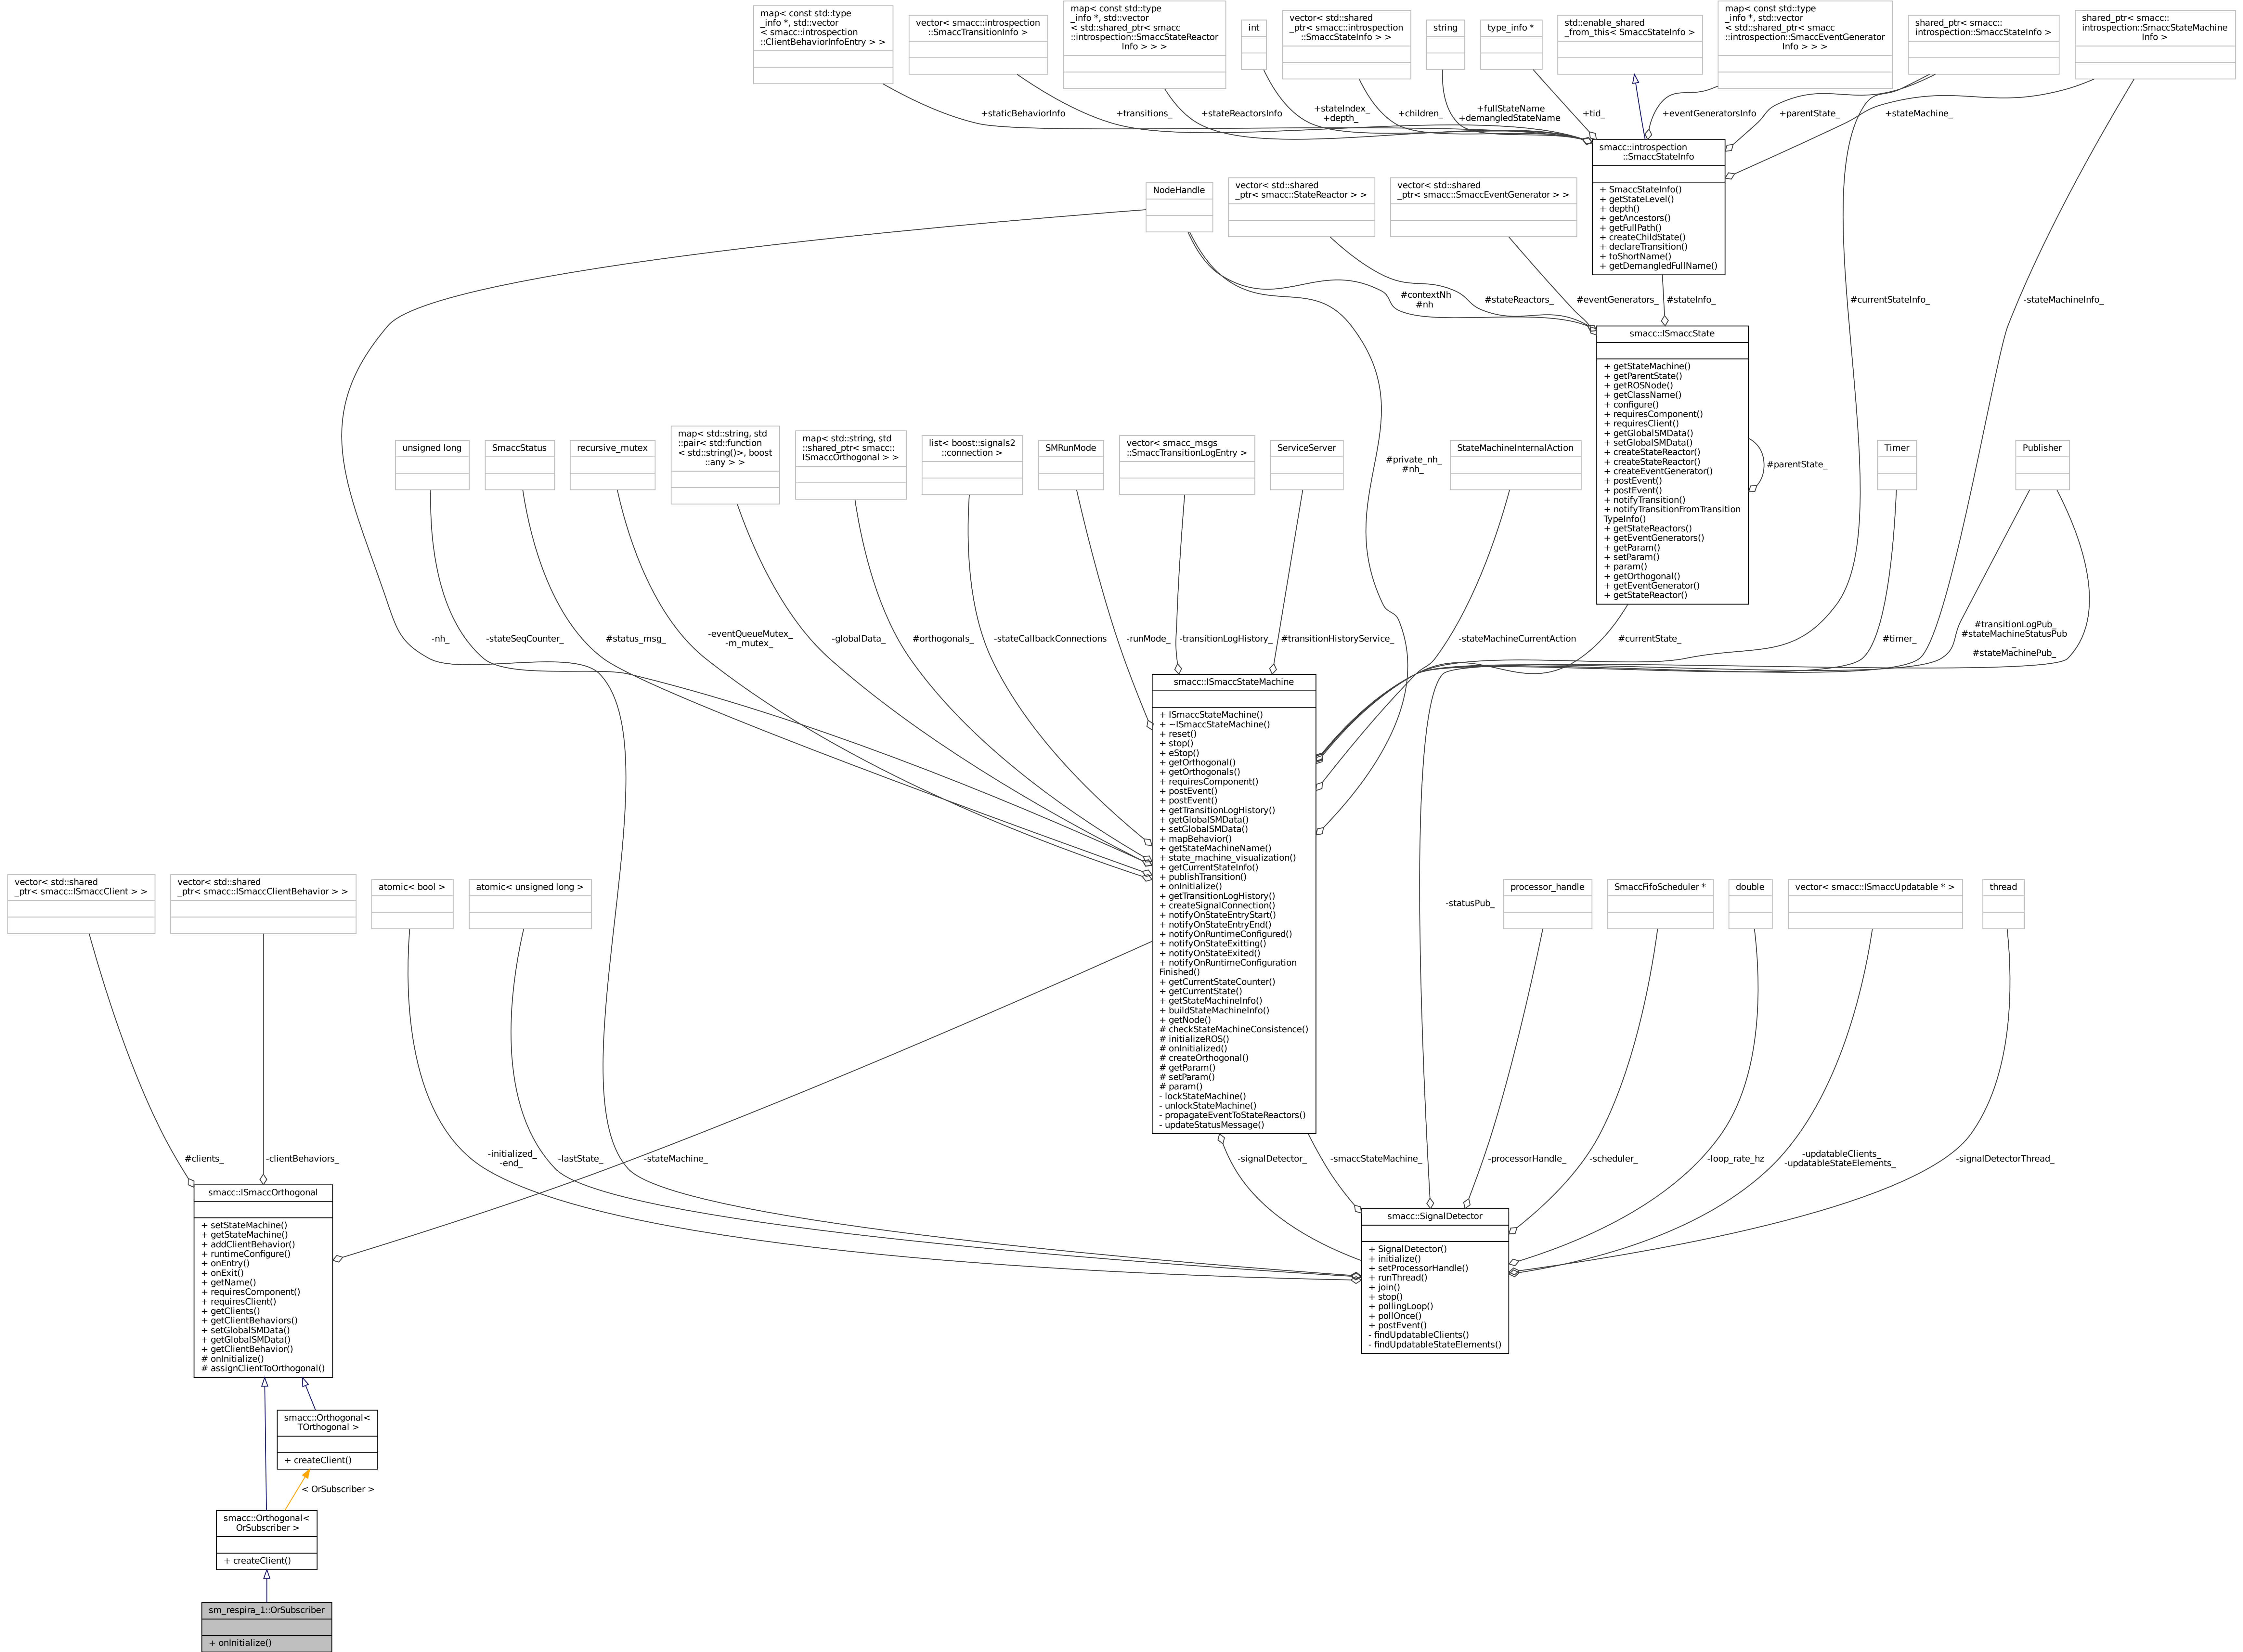 map< const std::type
_info *, std::vector
< smacc::introspection
::ClientBehaviorInfoEntry > >
vector< smacc::introspection
::SmaccTransitionInfo >
map< const std::type
_info *, std::vector
< std::shared_ptr< smacc
::introspection::SmaccStateReactor
Info > > >
int
vector< std::shared
_ptr< smacc::introspection
::SmaccStateInfo > >
string
type_info *
std::enable_shared
_from_this< SmaccStateInfo >
map< const std::type
_info *, std::vector
< std::shared_ptr< smacc
::introspection::SmaccEventGenerator
Info > > >
shared_ptr< smacc::
introspection::SmaccStateInfo >
shared_ptr< smacc::
introspection::SmaccStateMachine
Info >
+staticBehaviorInfo
+transitions_
+stateReactorsInfo
+stateIndex_
+depth_
+children_
+fullStateName
+demangledStateName
+tid_
+eventGeneratorsInfo
+parentState_
+stateMachine_
smacc::introspection
::SmaccStateInfo
+ SmaccStateInfo()
+ getStateLevel()
+ depth()
+ getAncestors()
+ getFullPath()
+ createChildState()
+ declareTransition()
+ toShortName()
+ getDemangledFullName()
NodeHandle
vector< std::shared
_ptr< smacc::StateReactor > >
vector< std::shared
_ptr< smacc::SmaccEventGenerator > >
#contextNh
#nh
#stateReactors_
#eventGenerators_
#stateInfo_
#currentStateInfo_
-stateMachineInfo_
smacc::ISmaccState
+ getStateMachine()
+ getParentState()
+ getROSNode()
+ getClassName()
+ configure()
+ requiresComponent()
+ requiresClient()
+ getGlobalSMData()
+ setGlobalSMData()
+ createStateReactor()
+ createStateReactor()
+ createEventGenerator()
+ postEvent()
+ postEvent()
+ notifyTransition()
+ notifyTransitionFromTransition
TypeInfo()
+ getStateReactors()
+ getEventGenerators()
+ getParam()
+ setParam()
+ param()
+ getOrthogonal()
+ getEventGenerator()
+ getStateReactor()
#parentState_
unsigned long
SmaccStatus
recursive_mutex
map< std::string, std
::pair< std::function
< std::string()>, boost
::any > >
map< std::string, std
::shared_ptr< smacc::
ISmaccOrthogonal > >
list< boost::signals2
::connection >
SMRunMode
vector< smacc_msgs
::SmaccTransitionLogEntry >
ServiceServer
#private_nh_
#nh_
StateMachineInternalAction
Timer
Publisher
-nh_
-stateSeqCounter_
#status_msg_
-eventQueueMutex_
-m_mutex_
-globalData_
#orthogonals_
-stateCallbackConnections
-runMode_
-transitionLogHistory_
#transitionHistoryService_
-stateMachineCurrentAction
#currentState_
#timer_
#transitionLogPub_
#stateMachineStatusPub
_
#stateMachinePub_
smacc::ISmaccStateMachine
+ ISmaccStateMachine()
+ ~ISmaccStateMachine()
+ reset()
+ stop()
+ eStop()
+ getOrthogonal()
+ getOrthogonals()
+ requiresComponent()
+ postEvent()
+ postEvent()
+ getTransitionLogHistory()
+ getGlobalSMData()
+ setGlobalSMData()
+ mapBehavior()
+ getStateMachineName()
+ state_machine_visualization()
+ getCurrentStateInfo()
+ publishTransition()
+ onInitialize()
+ getTransitionLogHistory()
+ createSignalConnection()
+ notifyOnStateEntryStart()
+ notifyOnStateEntryEnd()
+ notifyOnRuntimeConfigured()
+ notifyOnStateExitting()
+ notifyOnStateExited()
+ notifyOnRuntimeConfiguration
Finished()
+ getCurrentStateCounter()
+ getCurrentState()
+ getStateMachineInfo()
+ buildStateMachineInfo()
+ getNode()
# checkStateMachineConsistence()
# initializeROS()
# onInitialized()
# createOrthogonal()
# getParam()
# setParam()
# param()
- lockStateMachine()
- unlockStateMachine()
- propagateEventToStateReactors()
- updateStatusMessage()
vector< std::shared
_ptr< smacc::ISmaccClient > >
vector< std::shared
_ptr< smacc::ISmaccClientBehavior > >
atomic< bool >
atomic< unsigned long >
-statusPub_
processor_handle
SmaccFifoScheduler *
double
vector< smacc::ISmaccUpdatable * >
thread
#clients_
-clientBehaviors_
-initialized_
-end_
-lastState_
-stateMachine_
-signalDetector_
-smaccStateMachine_
-processorHandle_
-scheduler_
-loop_rate_hz
-updatableClients_
-updatableStateElements_
-signalDetectorThread_
smacc::ISmaccOrthogonal
+ setStateMachine()
+ getStateMachine()
+ addClientBehavior()
+ runtimeConfigure()
+ onEntry()
+ onExit()
+ getName()
+ requiresComponent()
+ requiresClient()
+ getClients()
+ getClientBehaviors()
+ setGlobalSMData()
+ getGlobalSMData()
+ getClientBehavior()
# onInitialize()
# assignClientToOrthogonal()
smacc::SignalDetector
+ SignalDetector()
+ initialize()
+ setProcessorHandle()
+ runThread()
+ join()
+ stop()
+ pollingLoop()
+ pollOnce()
+ postEvent()
- findUpdatableClients()
- findUpdatableStateElements()
smacc::Orthogonal<
TOrthogonal >
+ createClient()
< OrSubscriber >
smacc::Orthogonal<
OrSubscriber >
+ createClient()
sm_respira_1::OrSubscriber
+ onInitialize()